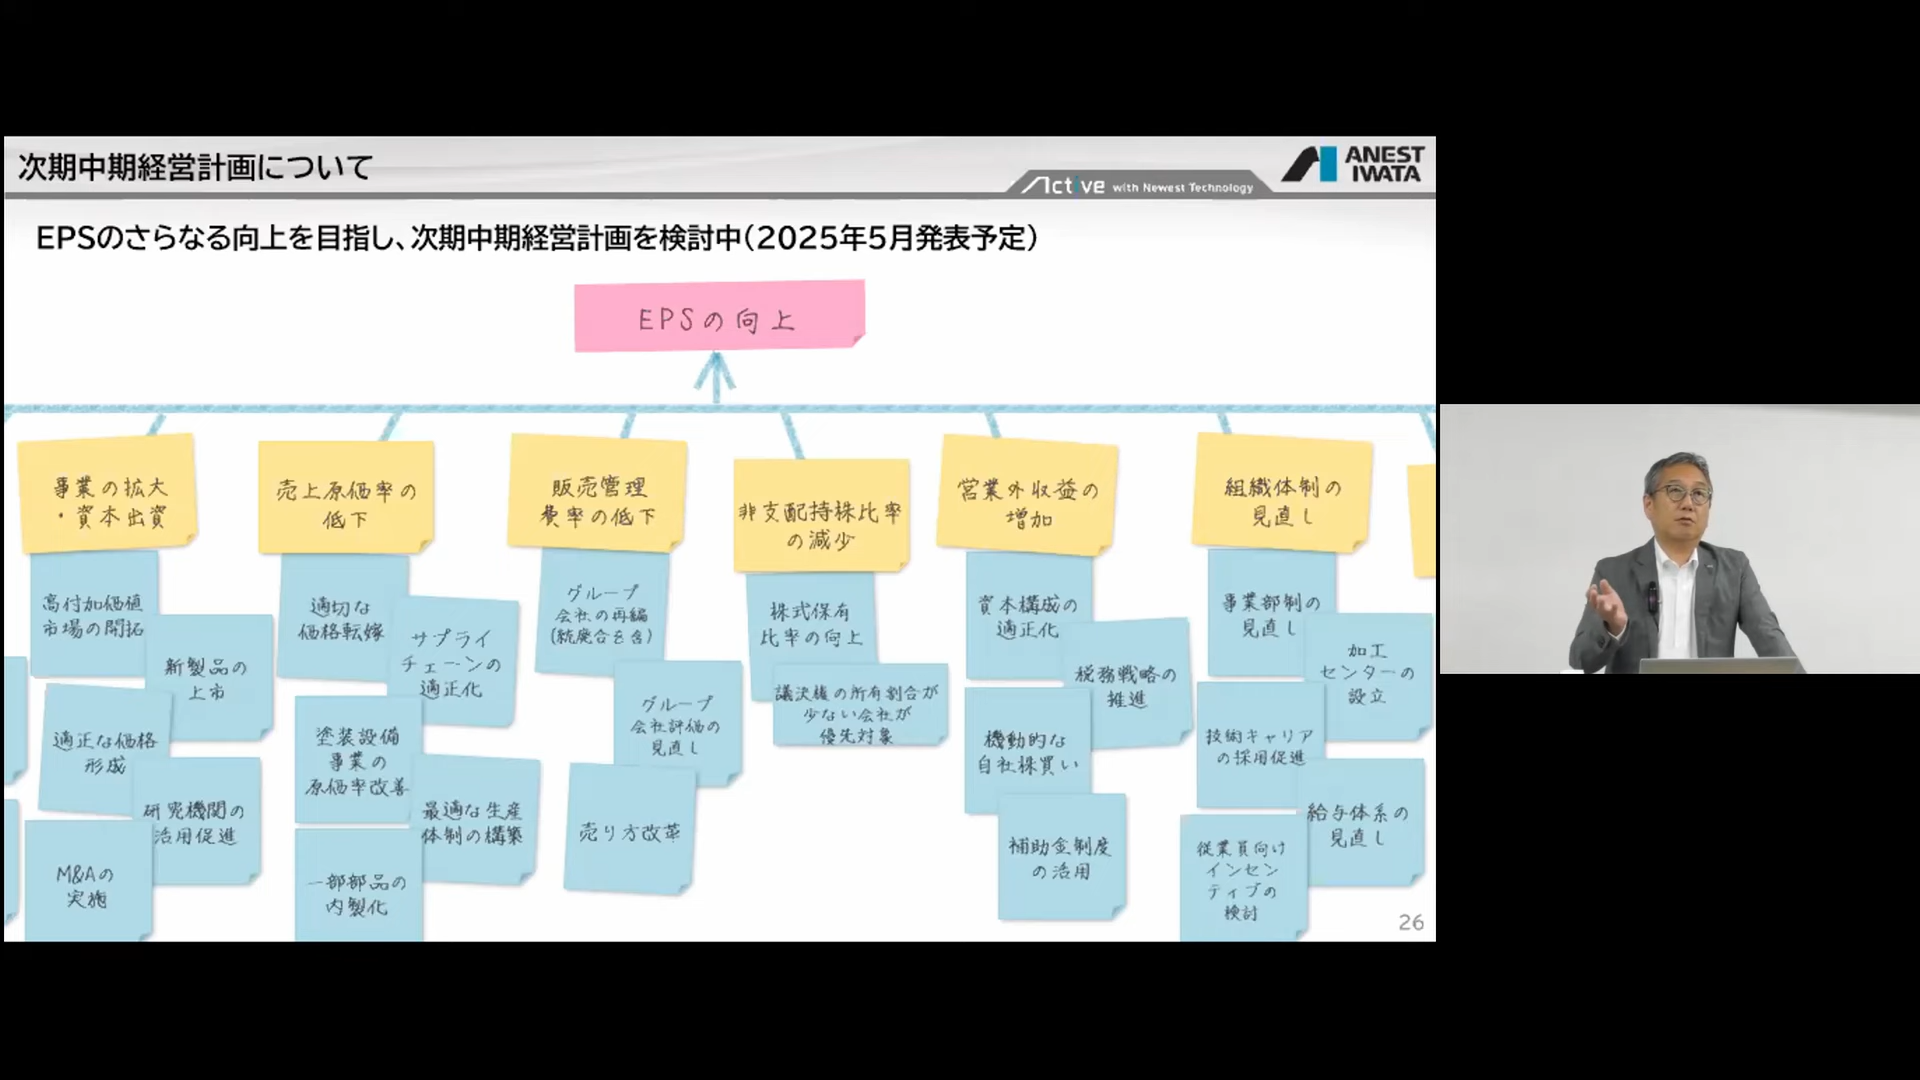 次期中期経営計画について
Active with Newest Technology
ANEST
IWATA
EPSのさらなる向上を目指し、次期中期経営計画を検討中(2025年5月発表予定)
EPSの向上
事業の拡大
・資本出資
高付加価値
市場の開拓
新製品の
上市
適正な価格
形成
研究機関の
活用促進
M&Aの
実施
売上原価率の
低下
適切な
価格転嫁
サプライ
チェーンの
適正化
塗装設備
事業の
原価率改善
最適な生産
体制の構築
一部部品の
内製化
販売管理
費率の低下
グループ
会社の再編
(統廃合を含)
グループ
会社評価の
見直し
売り方改革
非支配持株比率
の減少
株式保有
比率の向上
議決権の所有割合が
少ない会社が
優先対象
営業外収益の
増加
資本構成の
適正化
税務戦略の
推進
機動的な
自社株買い
補助金制度
の活用
組織体制の
見直し
事業部制の
見直し
加工
センターの
設立
技術キャリア
の採用促進
給与体系の
見直し
従業員向け
インセン
ティブの
検討
26